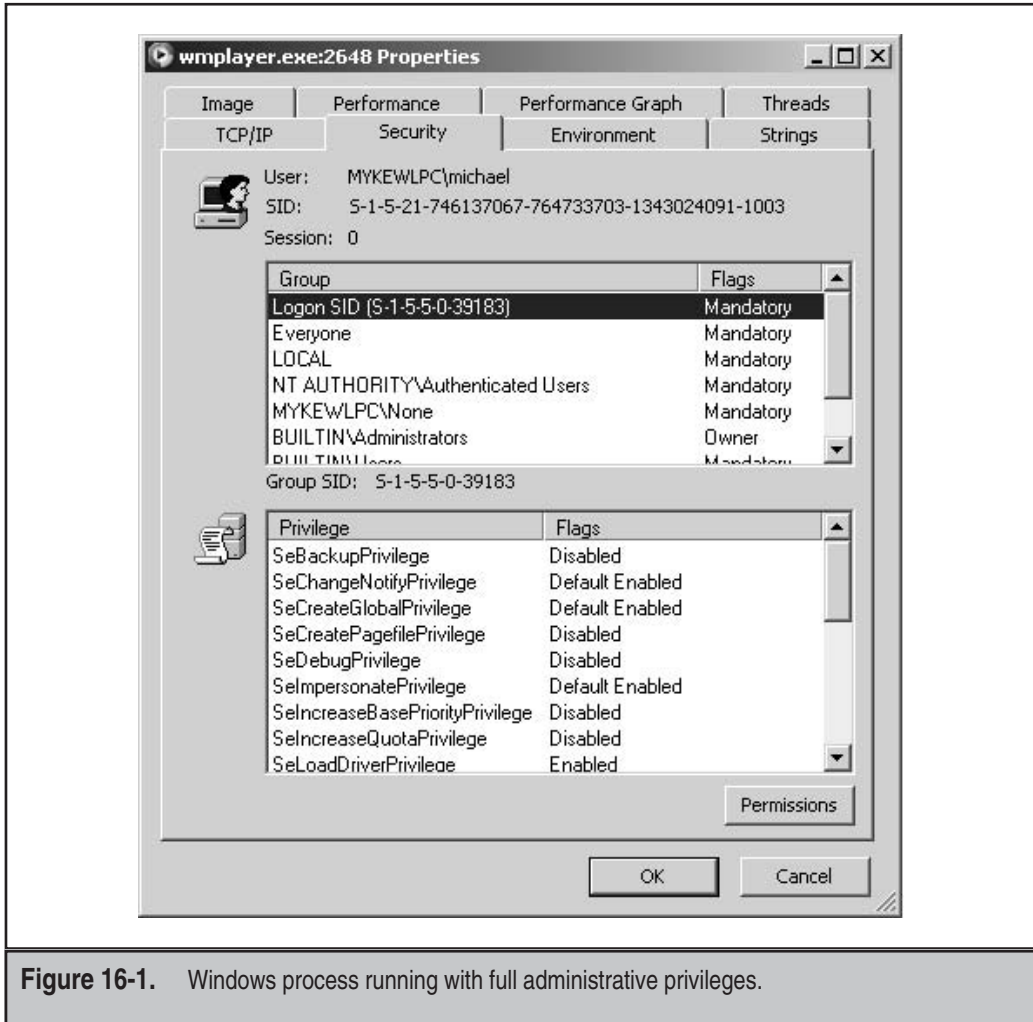 wmplayer.exe:2648 Properties
Image Performance Performance Graph Threads
TCP/IP Security Environment Strings
User: MYKEWLPC\michael
SID: S-1-5-21-746137067-764733703-1343024091-1003
Session: 0
Group Flags
Logon SID (S-1-5-5-0-39183) Mandatory
Everyone Mandatory
LOCAL Mandatory
NT AUTHORITY\Authenticated Users Mandatory
MYKEWLPC\None Mandatory
BUILTIN\Administrators Owner
BUILTIN\Users Mandatory
Group SID: S-1-5-5-0-39183
Privilege Flags
SeBackupPrivilege Disabled
SeChangeNotifyPrivilege Default Enabled
SeCreateGlobalPrivilege Default Enabled
SeCreatePagefilePrivilege Disabled
SeDebugPrivilege Disabled
SeImpersonatePrivilege Default Enabled
SeIncreaseBasePriorityPrivilege Disabled
SeIncreaseQuotaPrivilege Disabled
SeLoadDriverPrivilege Enabled
Permissions
OK Cancel
Figure 16-1. Windows process running with full administrative privileges.